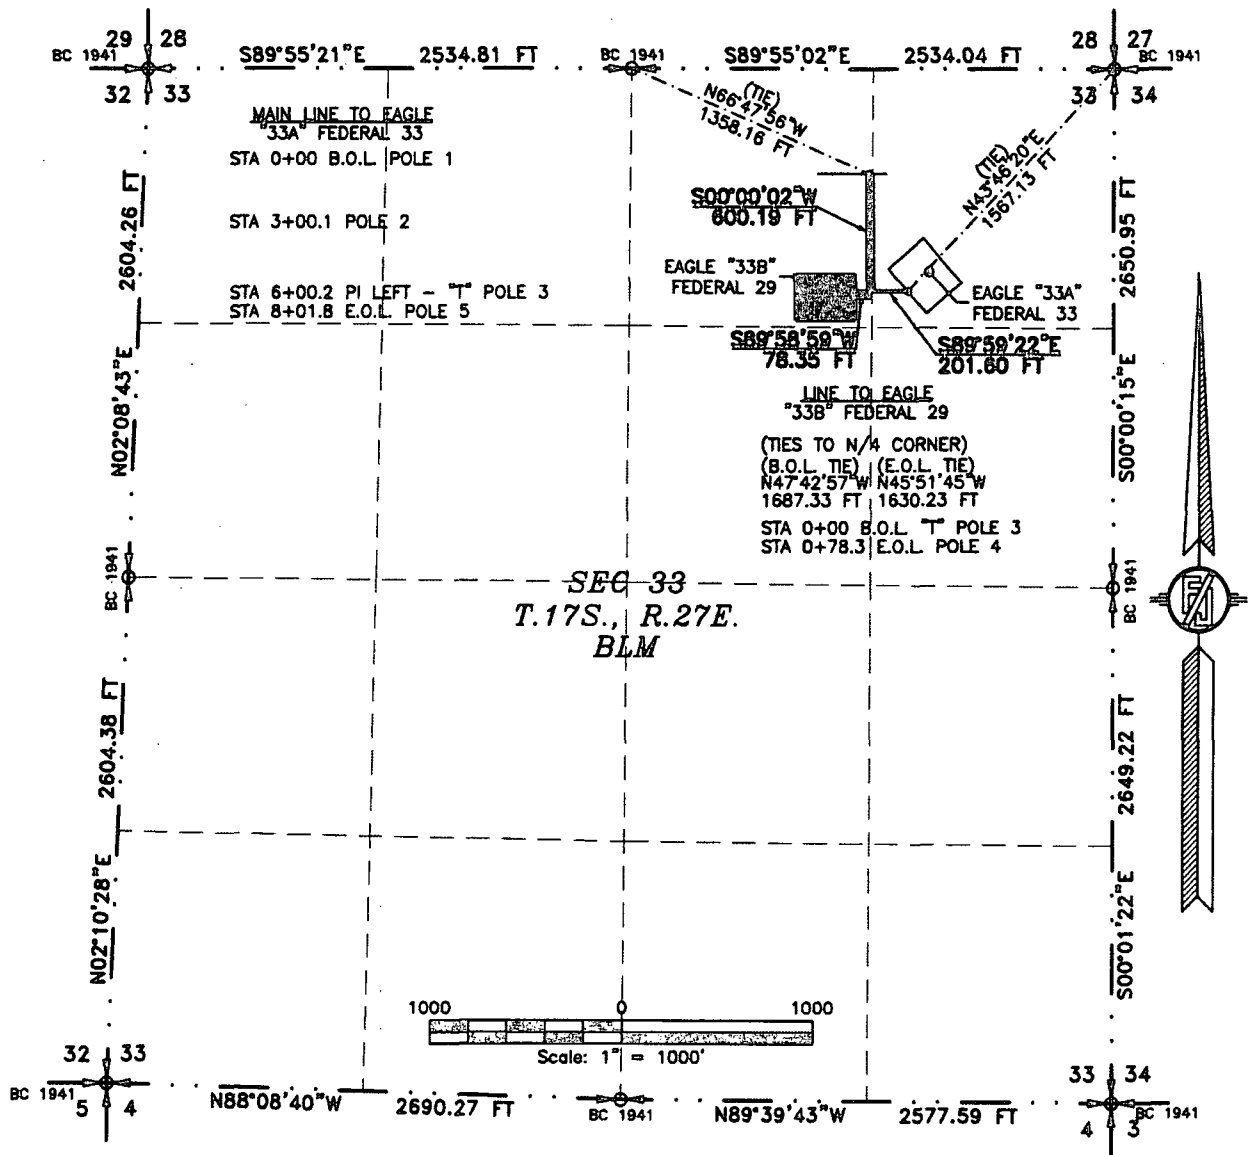 29 28
BC 1941
S89°55'21"E 2534.81 FT
BC 1941
S89°55'02"E 2534.04 FT
28 27
BC 1941
32 33
33 34
MAIN LINE TO EAGLE
"33A" FEDERAL 33
STA 0+00 B.O.L. POLE 1
STA 3+00.1 POLE 2
STA 6+00.2 PI LEFT - "T" POLE 3
STA 8+01.8 E.O.L. POLE 5
(TIE)
N66°47'56"W
1358.16 FT
(TIE)
N43°46'20"E
1567.13 FT
S00°00'02"W
600.19 FT
EAGLE "33B"
FEDERAL 29
EAGLE "33A"
FEDERAL 33
S89°58'59"W
78.35 FT
S89°59'22"E
201.60 FT
LINE TO EAGLE
"33B" FEDERAL 29
(TIES TO N/4 CORNER)
(B.O.L. TIE) (E.O.L. TIE)
N47°42'57"W N45°51'45"W
1687.33 FT 1630.23 FT
STA 0+00 B.O.L. "T" POLE 3
STA 0+78.3 E.O.L. POLE 4
N02°08'43"E 2604.26 FT
S00°00'15"E 2650.95 FT
BC 1941
BC 1941
SEC 33
T.17S., R.27E.
BLM
N02°10'28"E 2604.38 FT
S00°01'22"E 2649.22 FT
1000 0 1000
Scale: 1" = 1000'
32 33
BC 1941
5 4
N88°08'40"W 2690.27 FT
BC 1941
N89°39'43"W 2577.59 FT
33 34
BC 1941
4 3